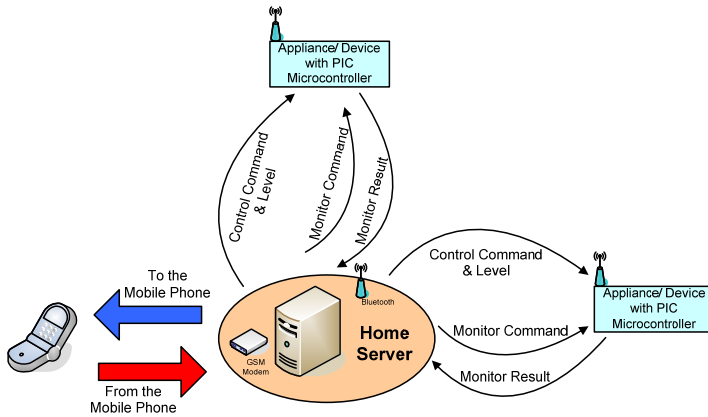 Appliance/ Device
with PIC
Microcontroller
Control Command
& Level
Monitor Command
Monitor Result
To the
Mobile Phone
From the
Mobile Phone
GSM
Modem
Bluetooth
Home
Server
Control Command
& Level
Monitor Command
Monitor Result
Appliance/ Device
with PIC
Microcontroller